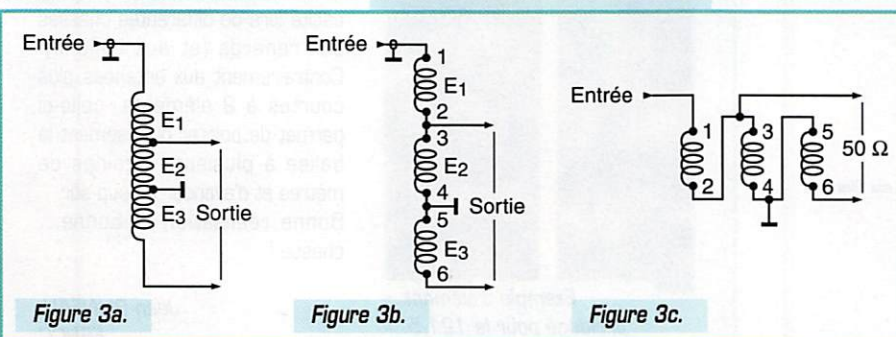 Entrée
E1
E2
E3
Sortie
Figure 3a.
Entrée
1
E1
2
3
E2
4
Sortie
5
E3
6
Figure 3b.
Entrée
1
3
5
50 Ω
2
4
6
Figure 3c.